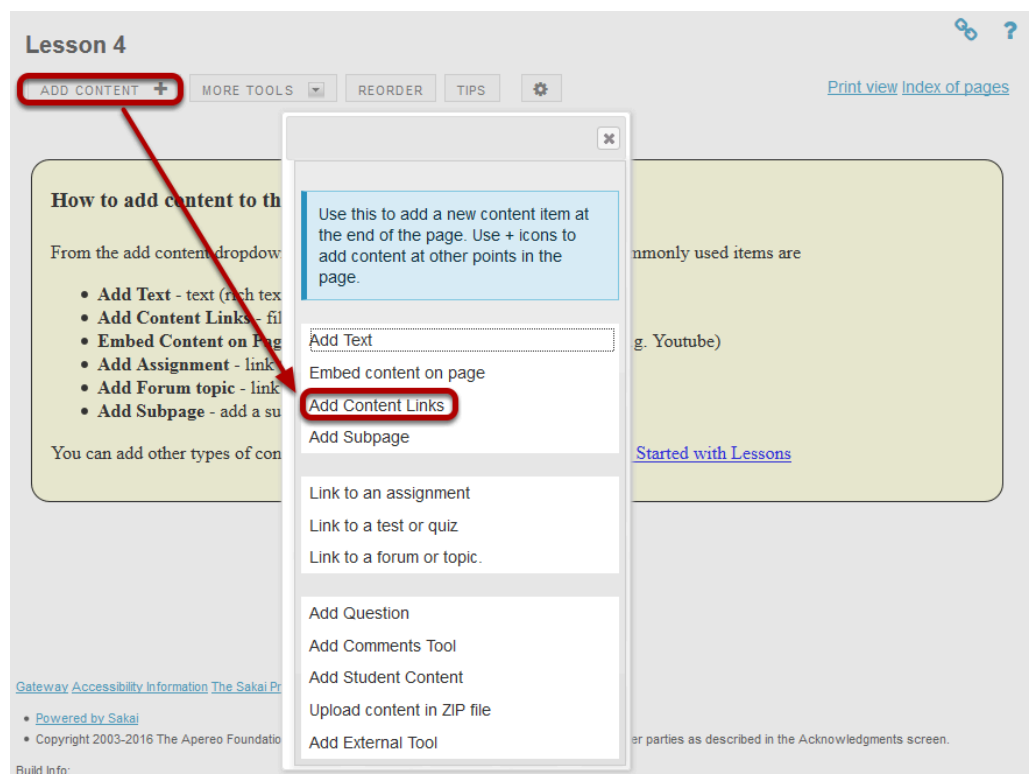 Lesson 4
?
ADD CONTENT + MORE TOOLS REORDER TIPS
Print view Index of pages
How to add content to th
From the add content dropdow
mmonly used items are
• Add Text - text (rich tex
• Add Content Links - fil
• Embed Content on Pag
g. Youtube)
• Add Assignment - link
• Add Forum topic - link
• Add Subpage - add a su
You can add other types of con
Started with Lessons
Use this to add a new content item at
the end of the page. Use + icons to
add content at other points in the
page.
Add Text
Embed content on page
Add Content Links
Add Subpage
Link to an assignment
Link to a test or quiz
Link to a forum or topic.
Add Question
Add Comments Tool
Add Student Content
Upload content in ZIP file
Add External Tool
Gateway Accessibility Information The Sakai Pr
• Powered by Sakai
• Copyright 2003-2016 The Apereo Foundatio
er parties as described in the Acknowledgments screen.
Build Info: